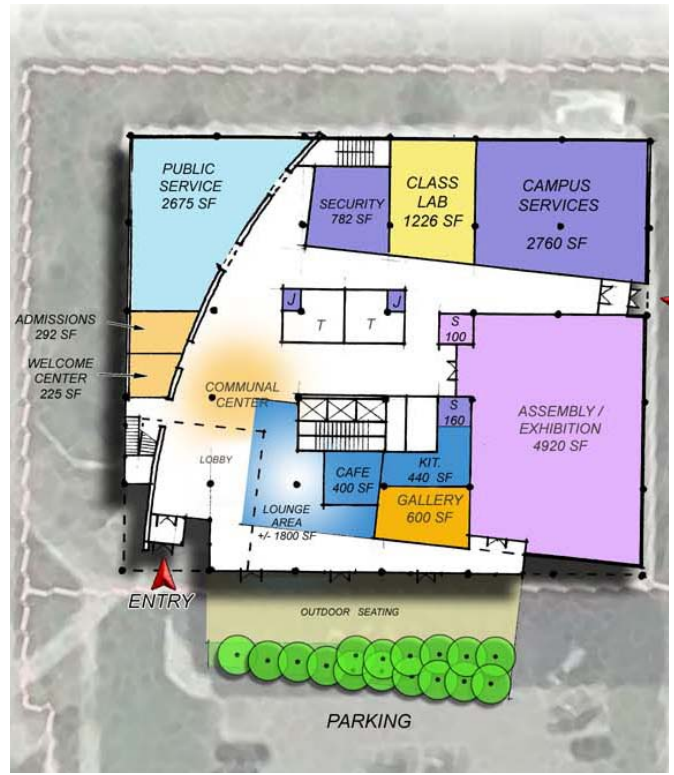 PUBLIC
SERVICE
2675 SF
SECURITY
782 SF
CLASS
LAB
1226 SF
CAMPUS
SERVICES
2760 SF
J
J
T
T
ADMISSIONS
292 SF
WELCOME
CENTER
225 SF
S
100
COMMUNAL
CENTER
S
160
ASSEMBLY /
EXHIBITION
4920 SF
LOBBY
CAFE
400 SF
KIT.
440 SF
GALLERY
600 SF
LOUNGE
AREA
+/- 1800 SF
ENTRY
OUTDOOR SEATING
PARKING